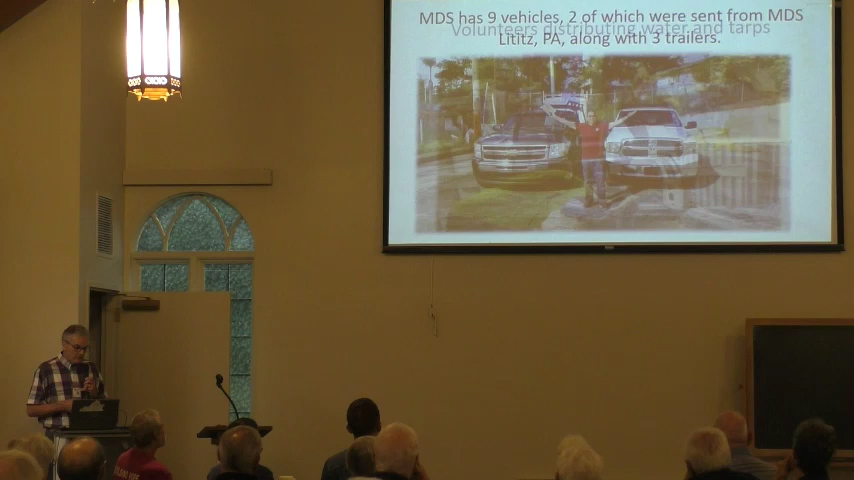 MDS has 9 vehicles, 2 of which were sent from MDS
Volunteers distributing water and tarps
Lititz, PA, along with 3 trailers.